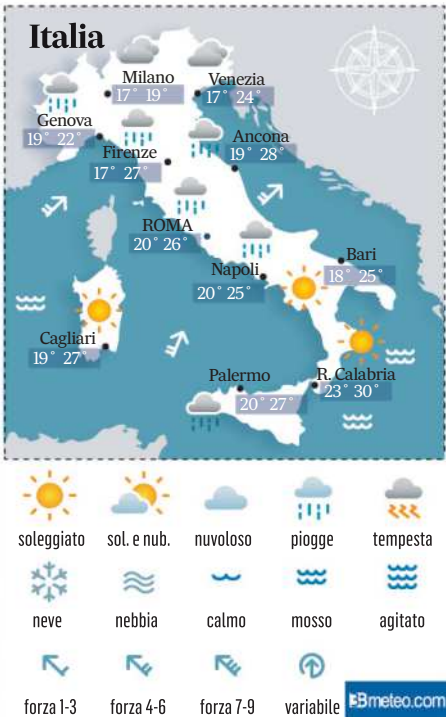 Italia
Milano
17° 19°
Venezia
17° 24°
Genova
19° 22°
Firenze
17° 27°
Ancona
19° 28°
ROMA
20° 26°
Napoli
20° 25°
Bari
18° 25°
Cagliari
19° 27°
Palermo
20° 27°
R. Calabria
23° 30°
soleggiato sol. e nub. nuvoloso piogge tempesta
neve nebbia calmo mosso agitato
forza 1-3 forza 4-6 forza 7-9 variabile
3Bmeteo.com